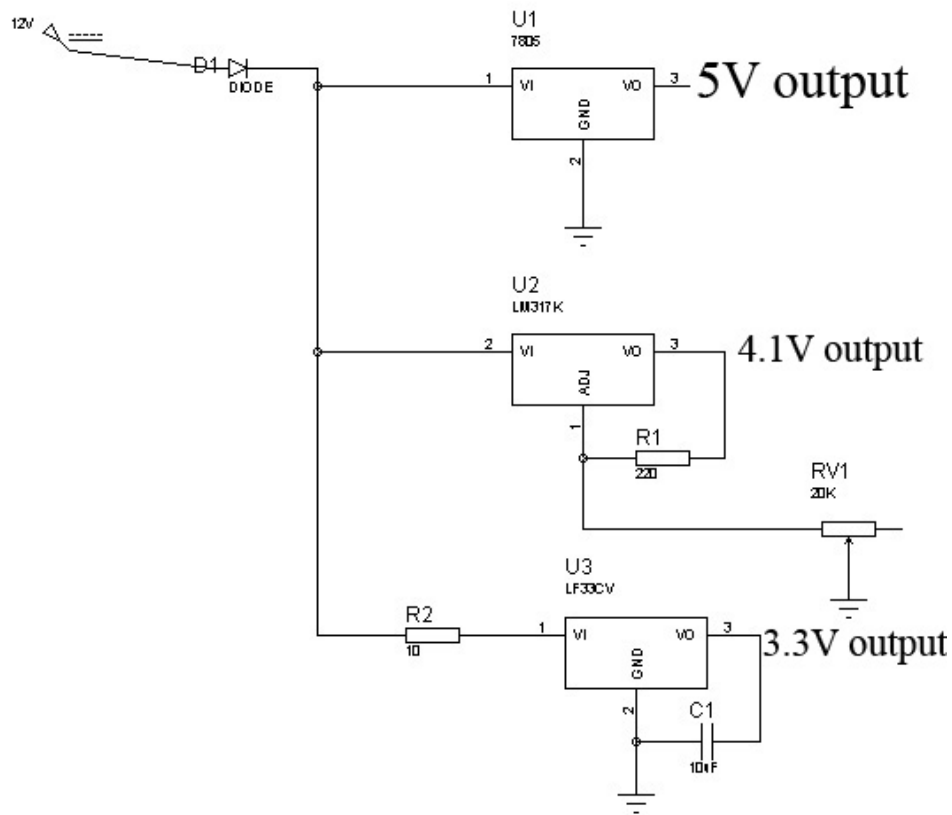 12V
D1
DIODE
U1
7805
1
VI
VO
3
GND
2
5V output
U2
LM317K
2
VI
VO
3
ADJ
1
4.1V output
R1
220
RV1
20K
U3
LF33CV
R2
10
1
VI
VO
3
GND
2
3.3V output
C1